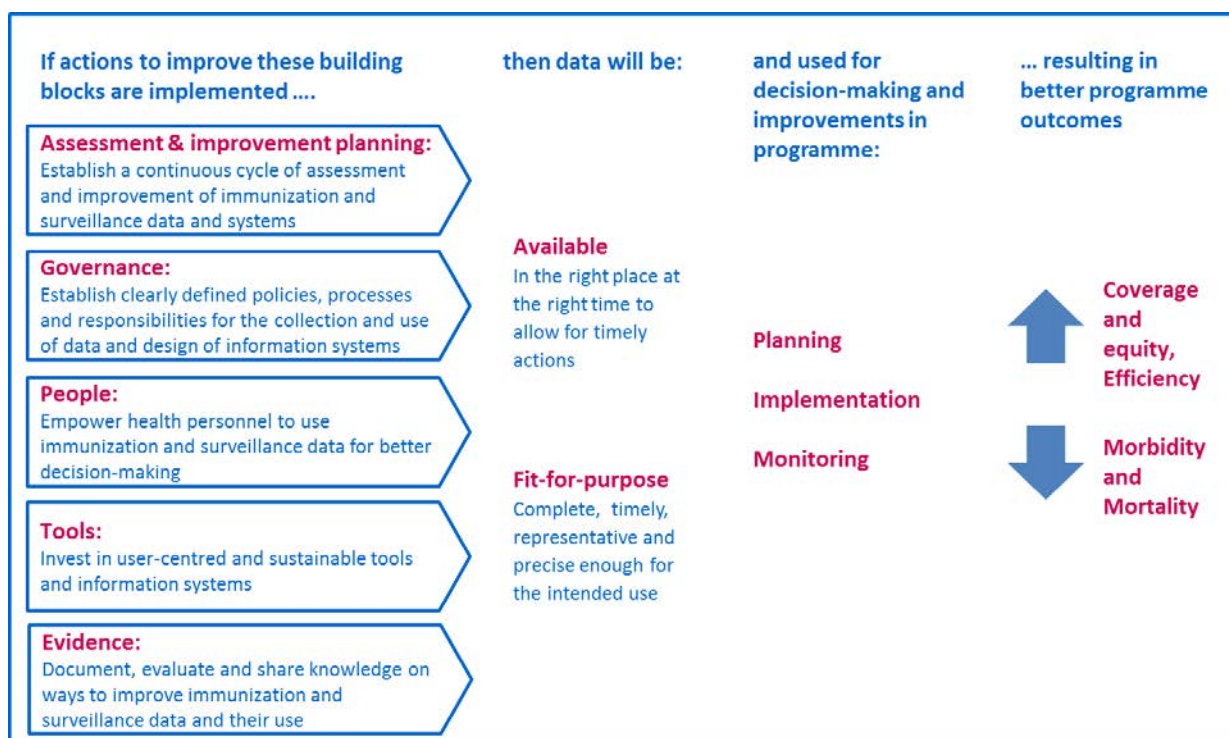 If actions to improve these building
blocks are implemented ....
Assessment & improvement planning:
Establish a continuous cycle of assessment
and improvement of immunization and
surveillance data and systems
Governance:
Establish clearly defined policies, processes
and responsibilities for the collection and use
of data and design of information systems
People:
Empower health personnel to use
immunization and surveillance data for better
decision-making
Tools:
Invest in user-centred and sustainable tools
and information systems
Evidence:
Document, evaluate and share knowledge on
ways to improve immunization and
surveillance data and their use
then data will be:
Available
In the right place at
the right time to
allow for timely
actions
Fit-for-purpose
Complete, timely,
representative and
precise enough for
the intended use
and used for
decision-making and
improvements in
programme:
Planning
Implementation
Monitoring
... resulting in
better programme
outcomes
Coverage
and
equity,
Efficiency
Morbidity
and
Mortality